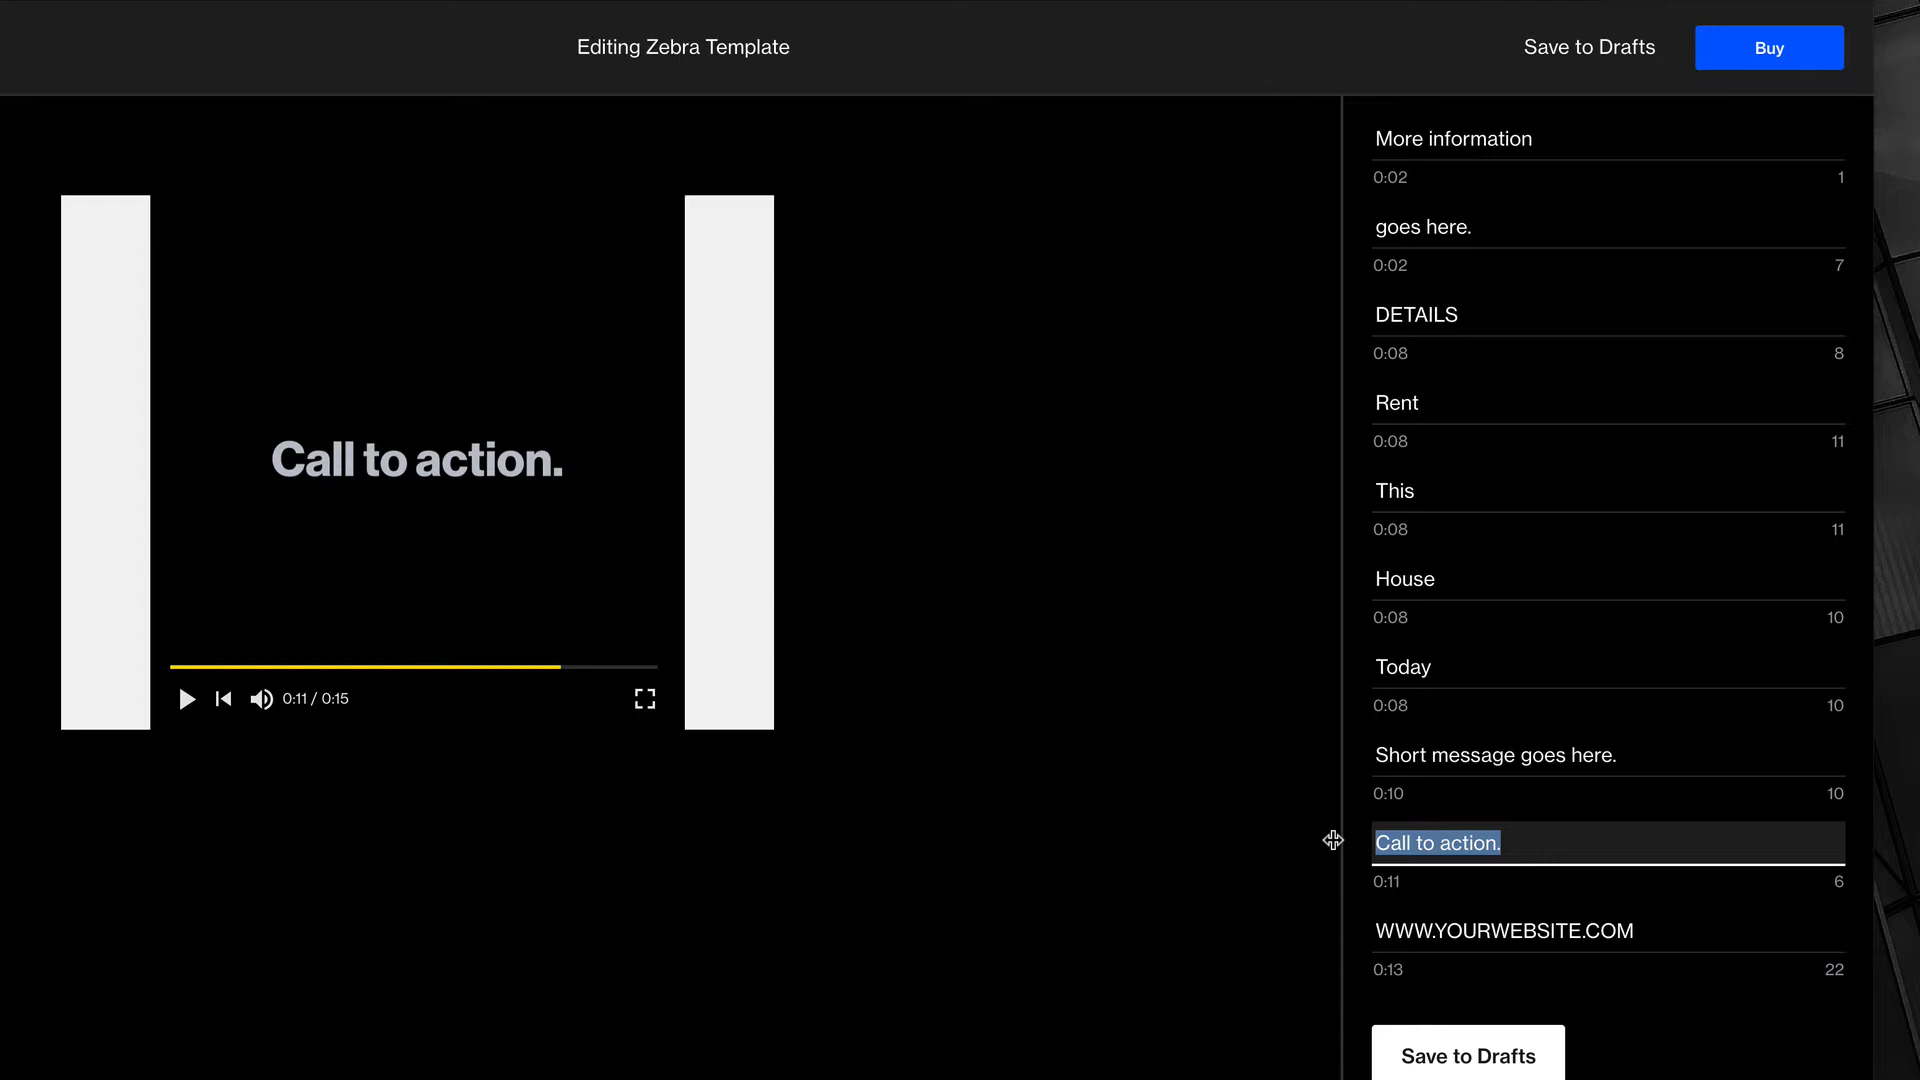 Editing Zebra Template
Save to Drafts
Buy
Call to action.
0:11 / 0:15
More information
0:02 1
goes here.
0:02 7
DETAILS
0:08 8
Rent
0:08 11
This
0:08 11
House
0:08 10
Today
0:08 10
Short message goes here.
0:10 10
Call to action.
0:11 6
WWW.YOURWEBSITE.COM
0:13 22
Save to Drafts